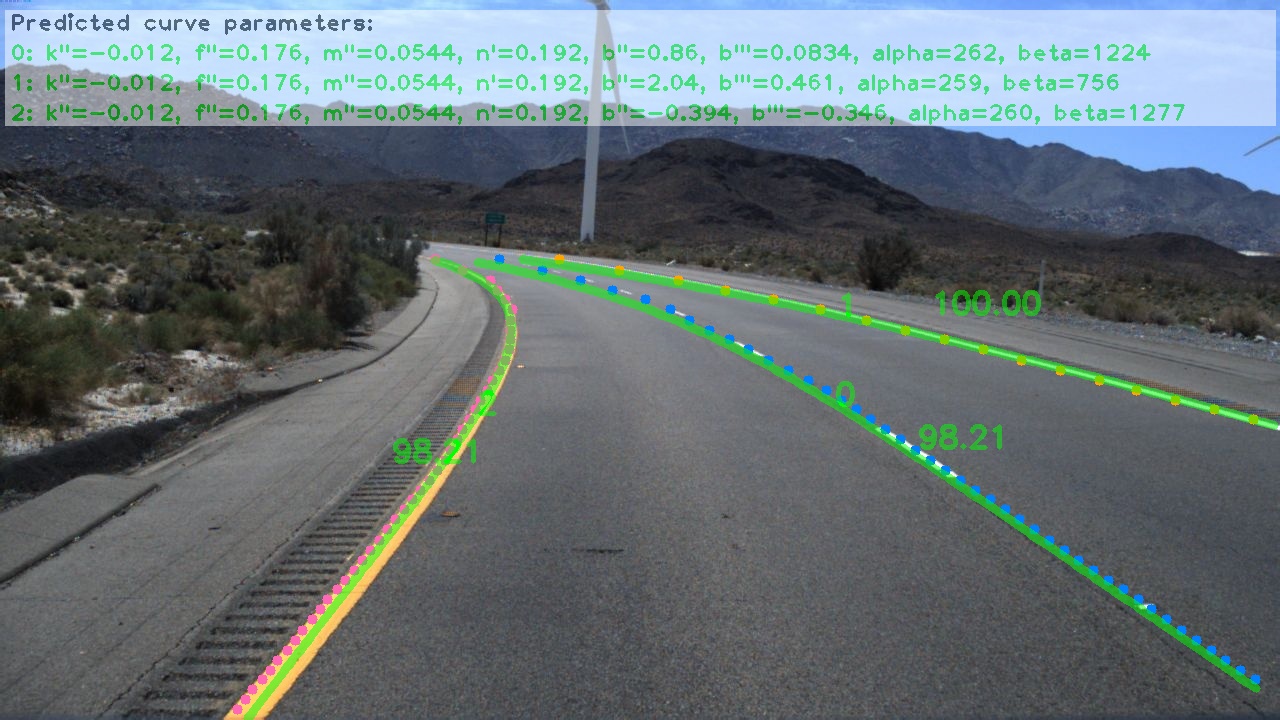 Predicted curve parameters:
0: k''=-0.012, f''=0.176, m''=0.0544, n'=0.192, b''=0.86, b'''=0.0834, alpha=262, beta=1224
1: k''=-0.012, f''=0.176, m''=0.0544, n'=0.192, b''=2.04, b'''=0.461, alpha=259, beta=756
2: k''=-0.012, f''=0.176, m''=0.0544, n'=0.192, b''=-0.394, b'''=-0.346, alpha=260, beta=1277
1 100.00
0
98.21
2
98.21